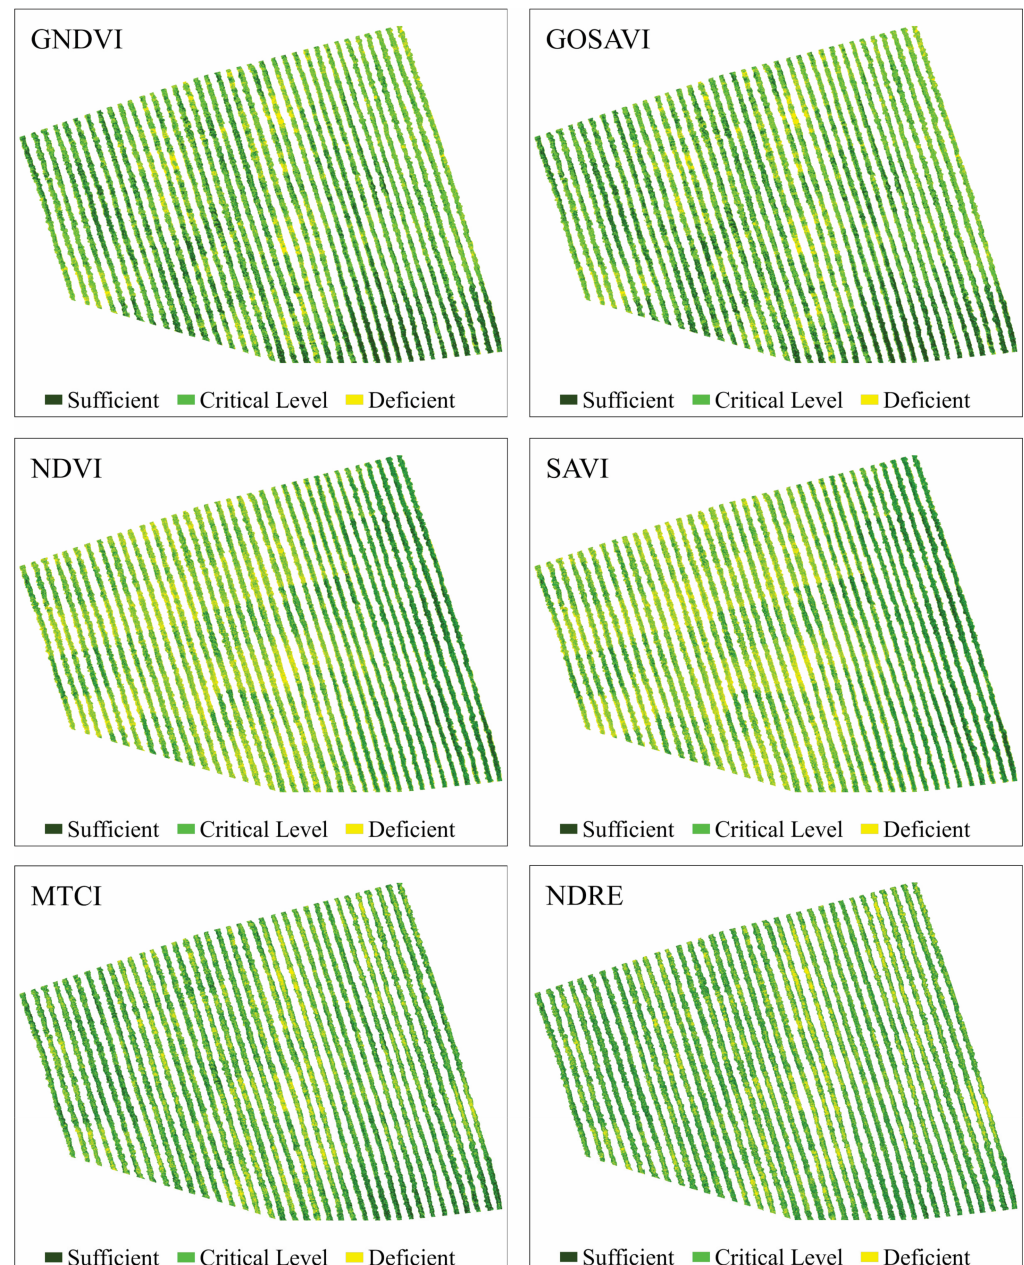 GNDVI
GOSAVI
Sufficient Critical Level Deficient
Sufficient Critical Level Deficient
NDVI
SAVI
Sufficient Critical Level Deficient
Sufficient Critical Level Deficient
MTCI
NDRE
Sufficient Critical Level Deficient
Sufficient Critical Level Deficient